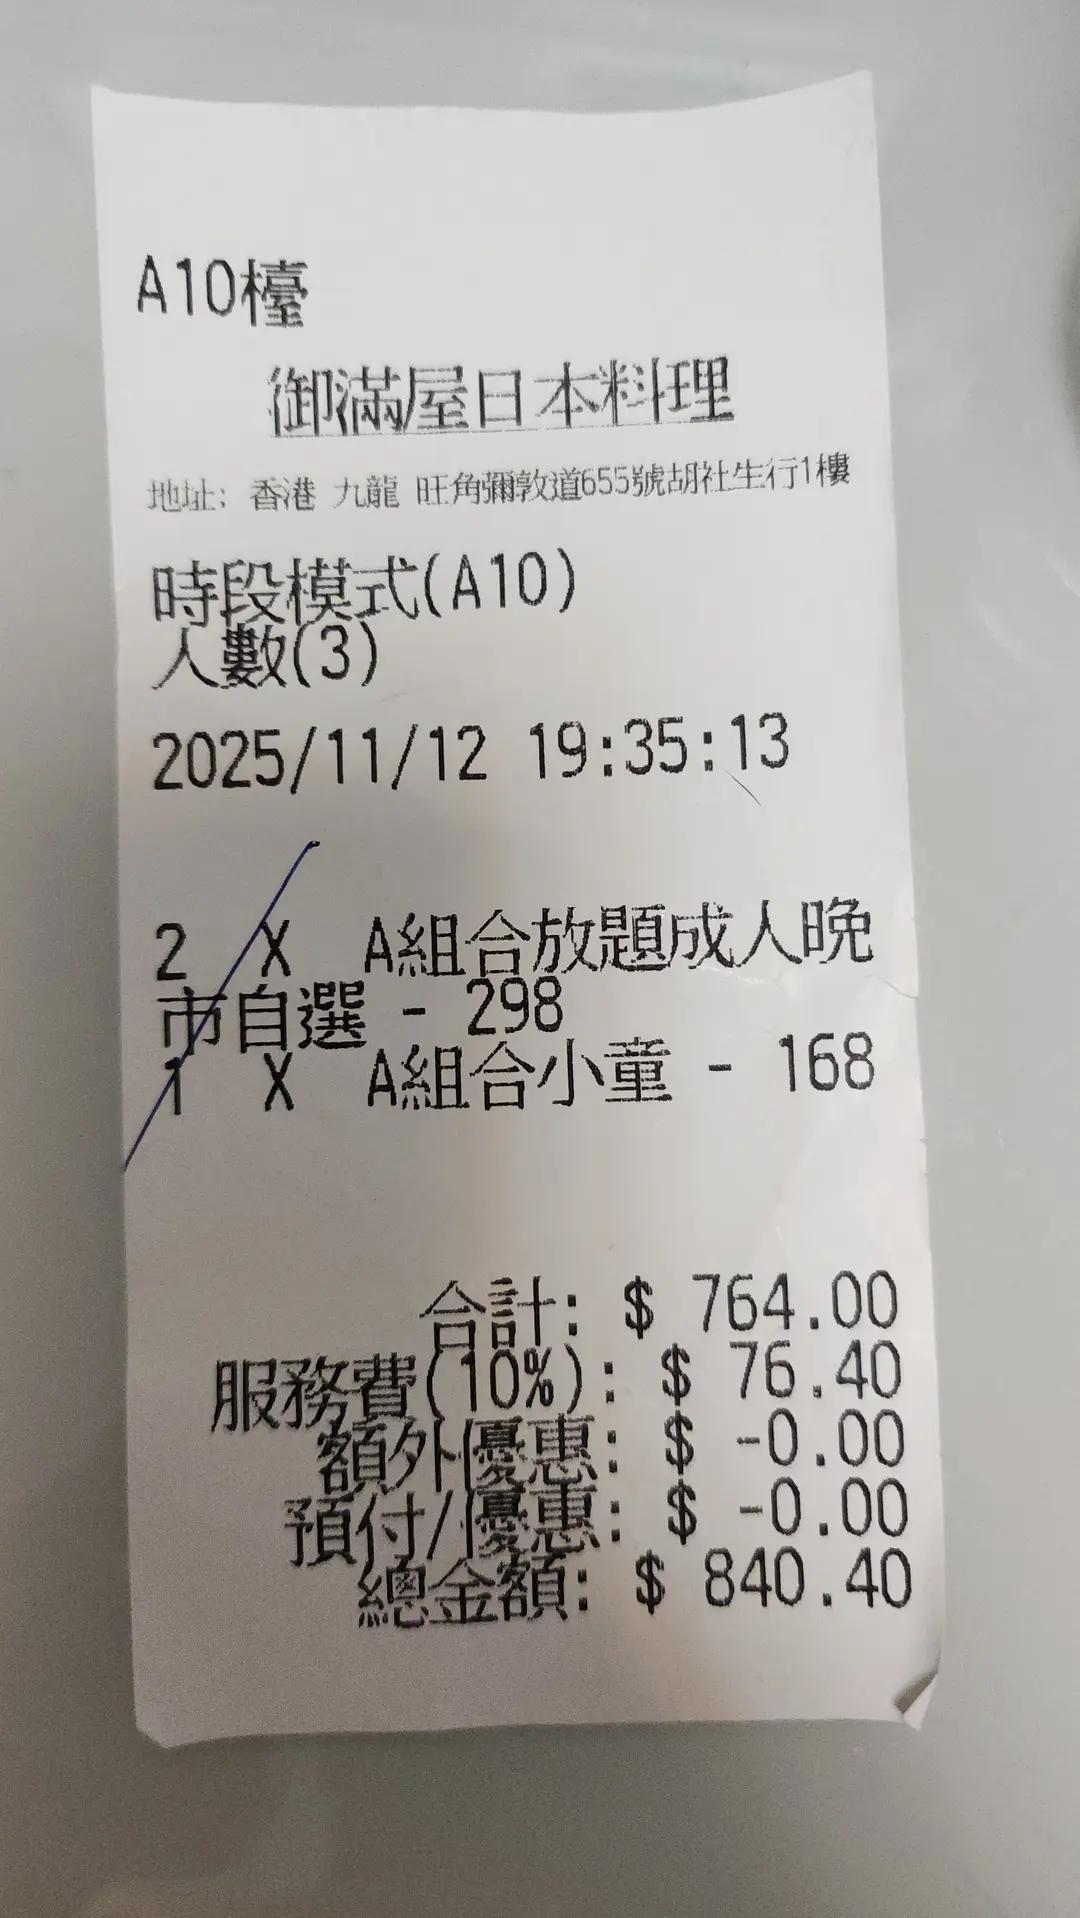 A10檯
御滿屋日本料理
地址: 香港 九龍 旺角彌敦道655號胡社生行1樓
時段模式(A10)
人數(3)
2025/11/12 19:35:13
2 X A組合放題成人晚
市自選 - 298
1 X A組合小童 - 168
合計: $ 764.00
服務費(10%): $ 76.40
額外優惠: $ -0.00
預付/優惠: $ -0.00
總金額: $ 840.40